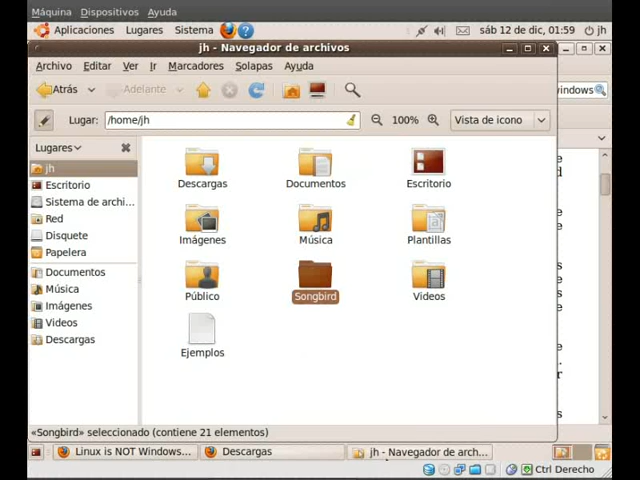 Máquina Dispositivos Ayuda
Aplicaciones Lugares Sistema sáb 12 de dic, 01:59 jh
jh - Navegador de archivos
Archivo Editar Ver Ir Marcadores Solapas Ayuda
Atrás Adelante
Lugar: /home/jh 100% Vista de icono
Lugares
jh
Escritorio
Sistema de archi...
Red
Disquete
Papelera
Documentos
Música
Imágenes
Videos
Descargas
Descargas Documentos Escritorio
Imágenes Música Plantillas
Público Songbird Videos
Ejemplos
«Songbird» seleccionado (contiene 21 elementos)
Linux is NOT Windows... Descargas jh - Navegador de arch...
Ctrl Derecho